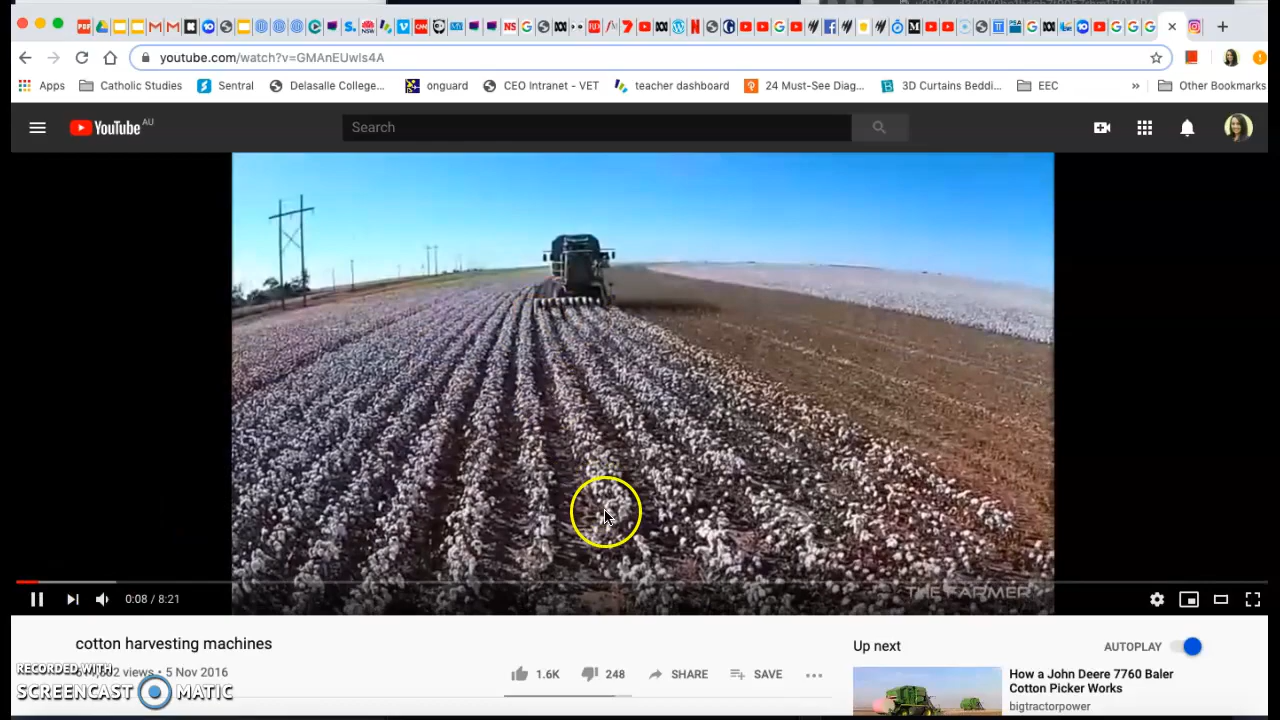 youtube.com/watch?v=GMAnEUwls4A
Apps Catholic Studies Sentral Delasalle College... onguard CEO Intranet - VET teacher dashboard 24 Must-See Diag... 3D Curtains Beddi... EEC » Other Bookmarks
YouTube AU
Search
THE FARMER
0:08 / 8:21
cotton harvesting machines
views • 5 Nov 2016
1.6K 248 SHARE SAVE
Up next
AUTOPLAY
How a John Deere 7760 Baler
Cotton Picker Works
bigtractorpower
RECORDED WITH
SCREENCAST MATIC